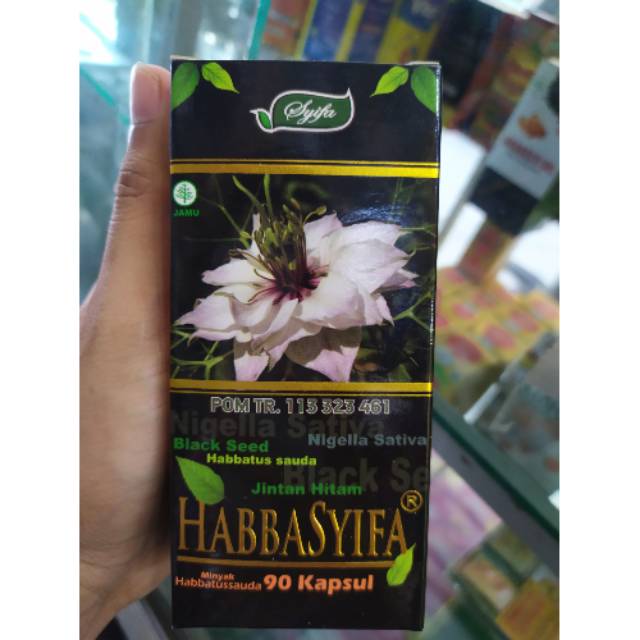 Syifa
JAMU
POM TR. 113 323 461
Nigella Sativa
Black Seed
Nigella Sativa
Habbatus sauda
Black See
Jintan Hitam
HABBASYIFA®
Minyak
Habbatussauda 90 Kapsul